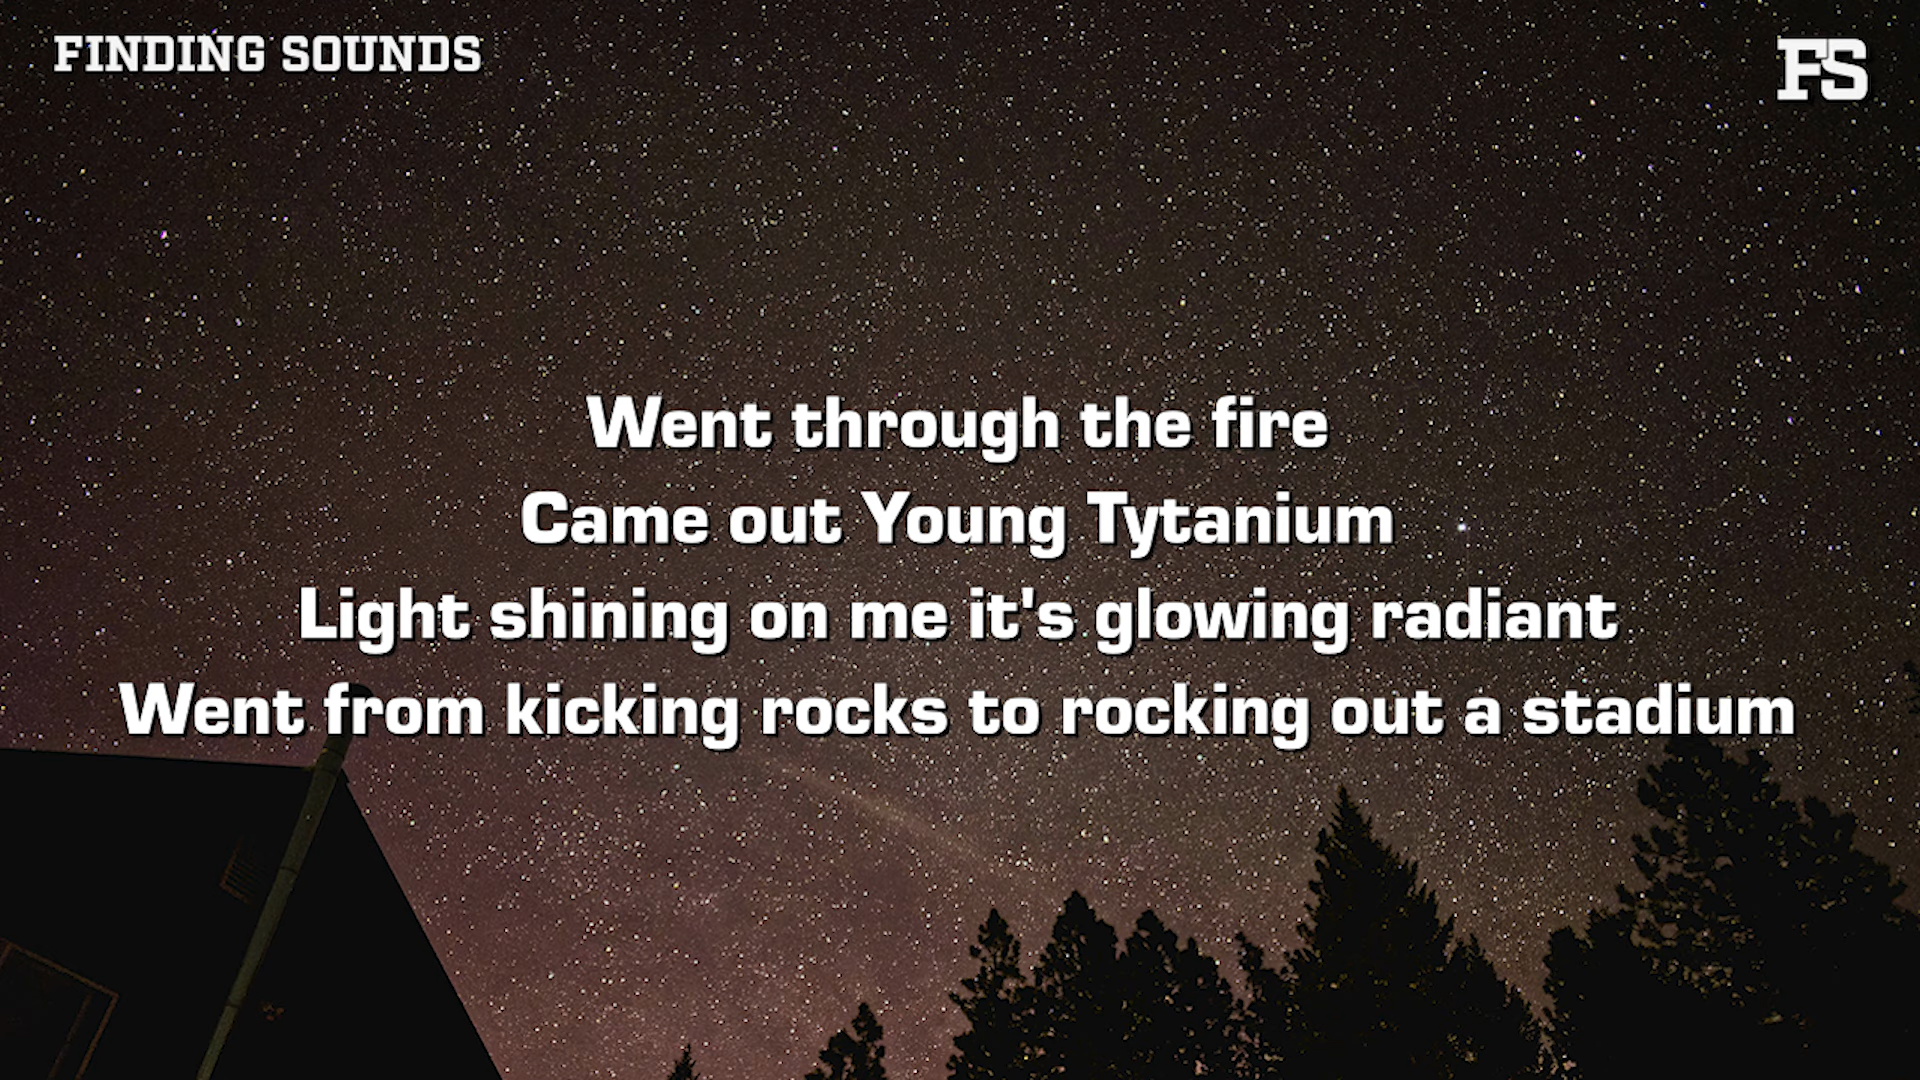 FINDING SOUNDS
FS
Went through the fire
Came out Young Tytanium
Light shining on me it's glowing radiant
Went from kicking rocks to rocking out a stadium